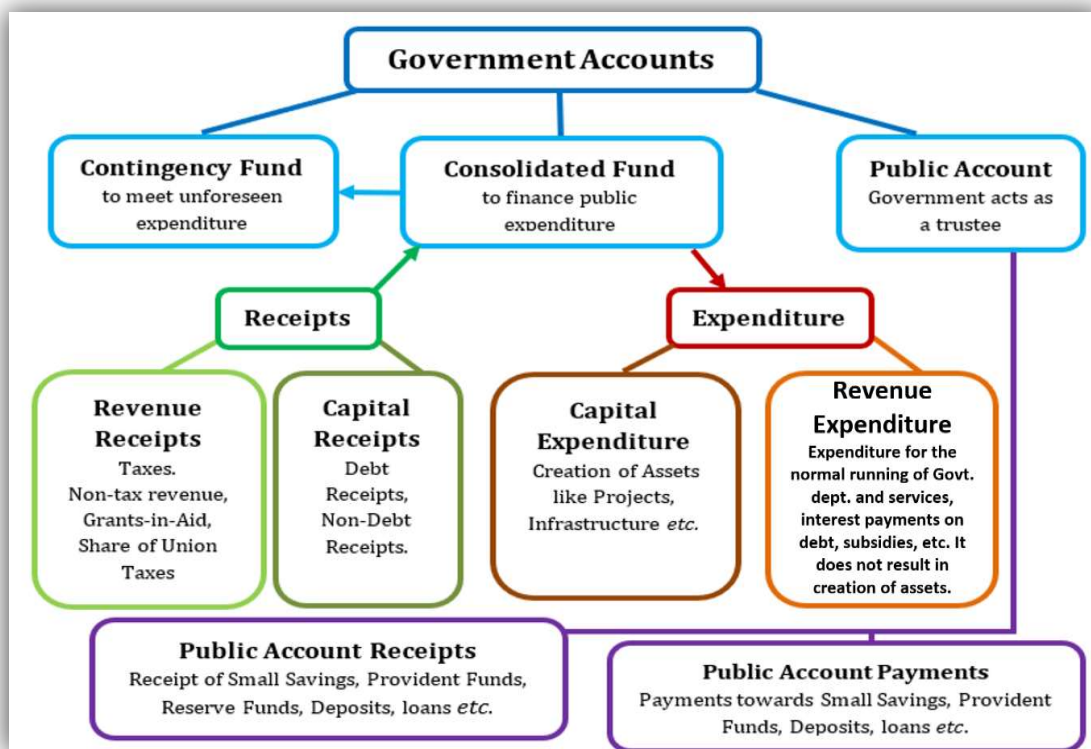 Government Accounts
Contingency Fund
to meet unforeseen
expenditure
Consolidated Fund
to finance public
expenditure
Public Account
Government acts as
a trustee
Receipts
Expenditure
Revenue
Receipts
Taxes.
Non-tax revenue,
Grants-in-Aid,
Share of Union
Taxes
Capital
Receipts
Debt
Receipts,
Non-Debt
Receipts.
Capital
Expenditure
Creation of Assets
like Projects,
Infrastructure etc.
Revenue
Expenditure
Expenditure for the
normal running of Govt.
dept. and services,
interest payments on
debt, subsidies, etc. It
does not result in
creation of assets.
Public Account Receipts
Receipt of Small Savings, Provident Funds,
Reserve Funds, Deposits, loans etc.
Public Account Payments
Payments towards Small Savings, Provident
Funds, Deposits, loans etc.